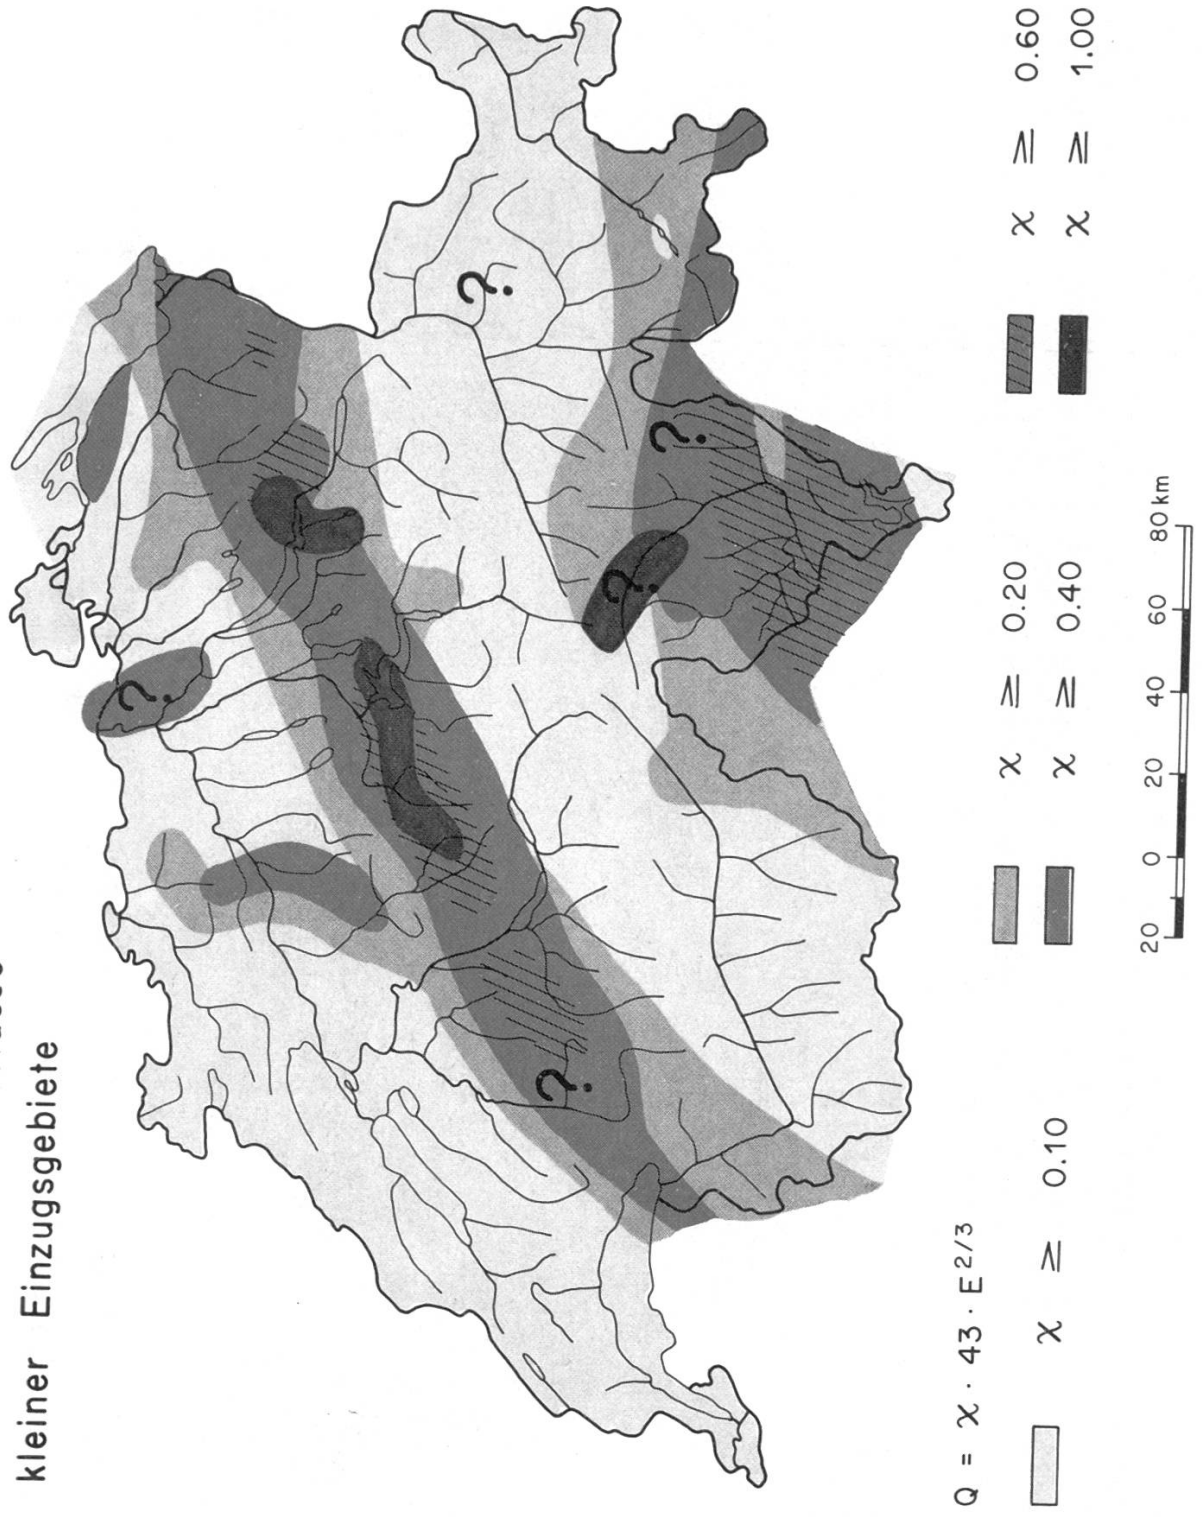 kleiner Einzugsgebiete
?
?
?
?
?
Q = χ · 43 · E^2/3
χ ≥ 0.10
χ ≥ 0.20
χ ≥ 0.40
χ ≥ 0.60
χ ≥ 1.00
20 0 20 40 60 80 km